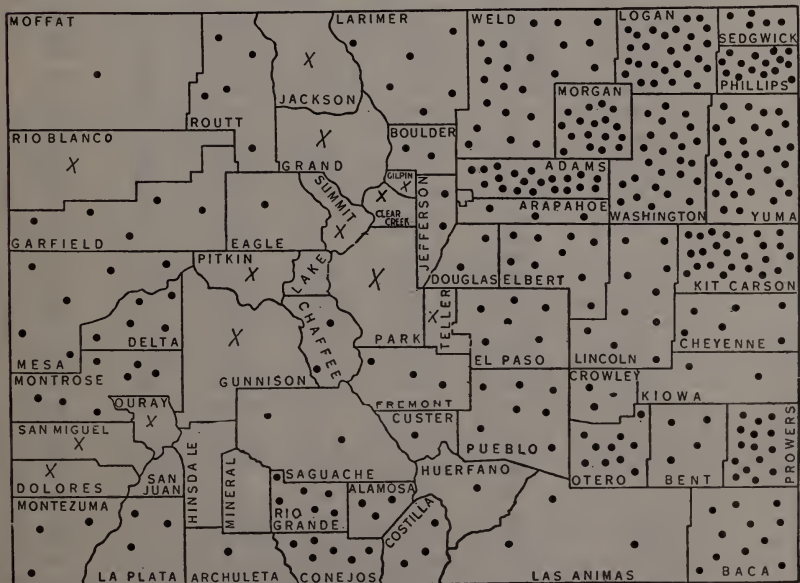 MOFFAT
ROUTT
JACKSON
LARIMER
WELD
LOGAN
SEDGWICK
PHILLIPS
MORGAN
RIO BLANCO
GRAND
BOULDER
GILPIN
ADAMS
ARAPAHOE
WASHINGTON
YUMA
GARFIELD
EAGLE
SUMMIT
CLEAR
CREEK
JEFFERSON
PITKIN
LAKE
PARK
DOUGLAS
ELBERT
KIT CARSON
MESA
DELTA
GUNNISON
CHAFFEE
TELLER
EL PASO
LINCOLN
CHEYENNE
MONTROSE
OURAY
FREMONT
CROWLEY
KIOWA
SAN MIGUEL
CUSTER
PUEBLO
DOLORES
SAN
JUAN
HINSDALE
MINERAL
SAGUACHE
HUERFANO
OTERO
BENT
PROWERS
MONTEZUMA
RIO
GRANDE
ALAMOSA
COSTILLA
LA PLATA
ARCHULETA
CONEJOS
LAS ANIMAS
BACA
X
X
X
X
X
X
X
X
X
X
X
X
X